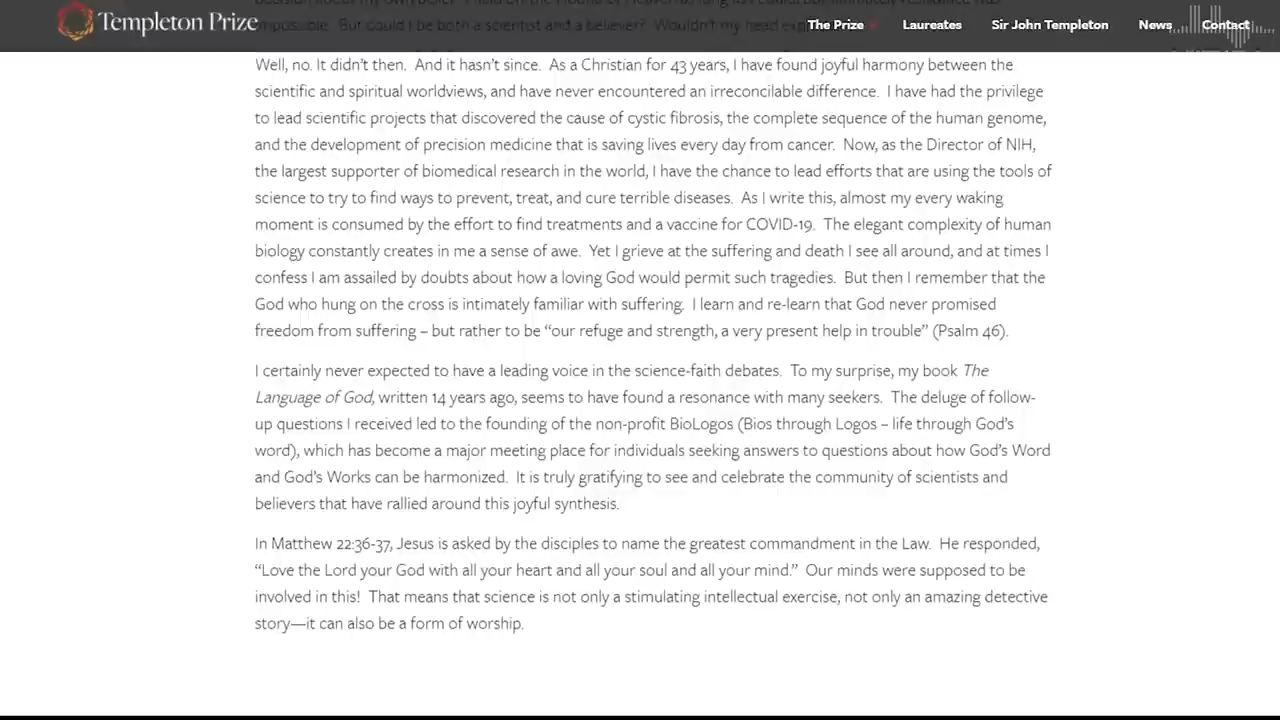 Templeton Prize
The Prize
Laureates
Sir John Templeton
News
Contact
impossible. But could I be both a scientist and a believer? Wouldn't my head
Well, no. It didn't then. And it hasn't since. As a Christian for 43 years, I have found joyful harmony between the
scientific and spiritual worldviews, and have never encountered an irreconcilable difference. I have had the privilege
to lead scientific projects that discovered the cause of cystic fibrosis, the complete sequence of the human genome,
and the development of precision medicine that is saving lives every day from cancer. Now, as the Director of NIH,
the largest supporter of biomedical research in the world, I have the chance to lead efforts that are using the tools of
science to try to find ways to prevent, treat, and cure terrible diseases. As I write this, almost my every waking
moment is consumed by the effort to find treatments and a vaccine for COVID-19. The elegant complexity of human
biology constantly creates in me a sense of awe. Yet I grieve at the suffering and death I see all around, and at times I
confess I am assailed by doubts about how a loving God would permit such tragedies. But then I remember that the
God who hung on the cross is intimately familiar with suffering. I learn and re-learn that God never promised
freedom from suffering – but rather to be “our refuge and strength, a very present help in trouble” (Psalm 46).
I certainly never expected to have a leading voice in the science-faith debates. To my surprise, my book The
Language of God, written 14 years ago, seems to have found a resonance with many seekers. The deluge of follow-
up questions I received led to the founding of the non-profit BioLogos (Bios through Logos – life through God's
word), which has become a major meeting place for individuals seeking answers to questions about how God's Word
and God's Works can be harmonized. It is truly gratifying to see and celebrate the community of scientists and
believers that have rallied around this joyful synthesis.
In Matthew 22:36-37, Jesus is asked by the disciples to name the greatest commandment in the Law. He responded,
“Love the Lord your God with all your heart and all your soul and all your mind.” Our minds were supposed to be
involved in this! That means that science is not only a stimulating intellectual exercise, not only an amazing detective
story—it can also be a form of worship.